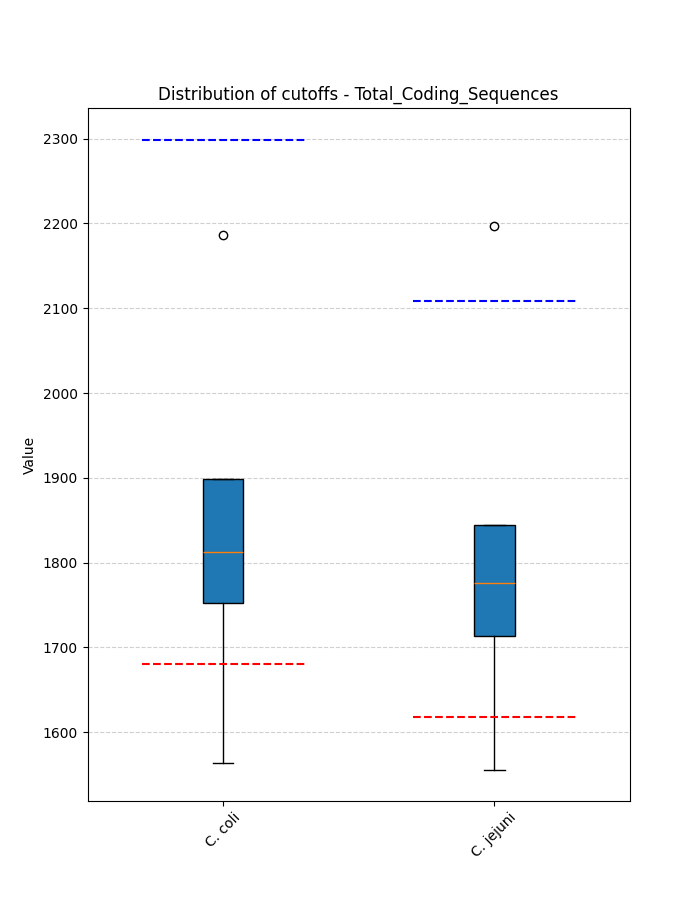 Distribution of cutoffs - Total_Coding_Sequences
Value
2300
2200
2100
2000
1900
1800
1700
1600
C. coli
C. jejuni